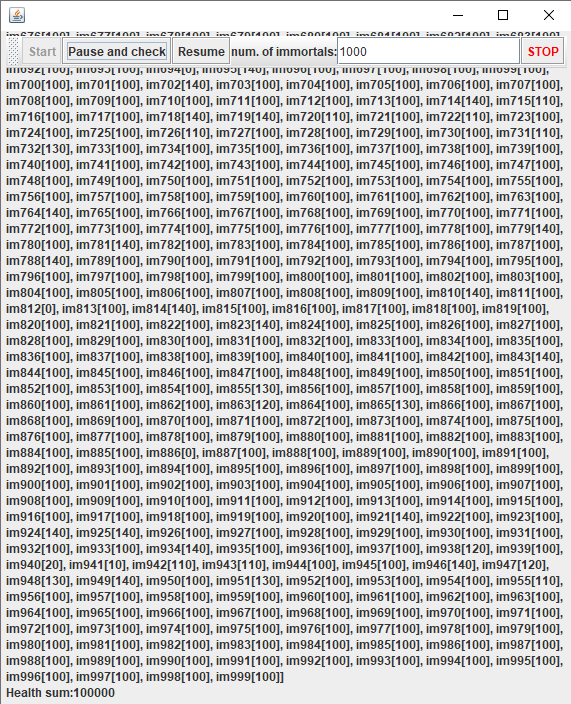 im676[100], im677[100], im678[100], im679[100], im680[100], im681[100], im682[100], im683[100],
Start Pause and check Resume num. of immortals: 1000 STOP
im692[100], im693[100], im694[0], im695[140], im696[100], im697[100], im698[100], im699[100],
im700[100], im701[100], im702[140], im703[100], im704[100], im705[100], im706[100], im707[100],
im708[100], im709[100], im710[100], im711[100], im712[100], im713[100], im714[140], im715[110],
im716[100], im717[100], im718[140], im719[140], im720[110], im721[100], im722[110], im723[100],
im724[100], im725[100], im726[110], im727[100], im728[100], im729[100], im730[100], im731[110],
im732[130], im733[100], im734[100], im735[100], im736[100], im737[100], im738[100], im739[100],
im740[100], im741[100], im742[100], im743[100], im744[100], im745[100], im746[100], im747[100],
im748[100], im749[100], im750[100], im751[100], im752[100], im753[100], im754[100], im755[100],
im756[100], im757[100], im758[100], im759[100], im760[100], im761[100], im762[100], im763[100],
im764[140], im765[100], im766[100], im767[100], im768[100], im769[100], im770[100], im771[100],
im772[100], im773[100], im774[100], im775[100], im776[100], im777[100], im778[100], im779[140],
im780[100], im781[140], im782[100], im783[100], im784[100], im785[100], im786[100], im787[100],
im788[140], im789[100], im790[100], im791[100], im792[100], im793[100], im794[100], im795[100],
im796[100], im797[100], im798[100], im799[100], im800[100], im801[100], im802[100], im803[100],
im804[100], im805[100], im806[100], im807[100], im808[100], im809[100], im810[140], im811[100],
im812[0], im813[100], im814[140], im815[100], im816[100], im817[100], im818[100], im819[100],
im820[100], im821[100], im822[100], im823[140], im824[100], im825[100], im826[100], im827[100],
im828[100], im829[100], im830[100], im831[100], im832[100], im833[100], im834[100], im835[100],
im836[100], im837[100], im838[100], im839[100], im840[100], im841[100], im842[100], im843[140],
im844[100], im845[100], im846[100], im847[100], im848[100], im849[100], im850[100], im851[100],
im852[100], im853[100], im854[100], im855[130], im856[100], im857[100], im858[100], im859[100],
im860[100], im861[100], im862[100], im863[120], im864[100], im865[130], im866[100], im867[100],
im868[100], im869[100], im870[100], im871[100], im872[100], im873[100], im874[100], im875[100],
im876[100], im877[100], im878[100], im879[100], im880[100], im881[100], im882[100], im883[100],
im884[100], im885[100], im886[0], im887[100], im888[100], im889[100], im890[100], im891[100],
im892[100], im893[100], im894[100], im895[100], im896[100], im897[100], im898[100], im899[100],
im900[100], im901[100], im902[100], im903[100], im904[100], im905[100], im906[100], im907[100],
im908[100], im909[100], im910[100], im911[100], im912[100], im913[100], im914[100], im915[100],
im916[100], im917[100], im918[100], im919[100], im920[100], im921[140], im922[100], im923[100],
im924[140], im925[140], im926[100], im927[100], im928[100], im929[100], im930[100], im931[100],
im932[100], im933[100], im934[140], im935[100], im936[100], im937[100], im938[120], im939[100],
im940[20], im941[10], im942[110], im943[110], im944[100], im945[100], im946[140], im947[120],
im948[130], im949[140], im950[100], im951[130], im952[100], im953[100], im954[100], im955[110],
im956[100], im957[100], im958[100], im959[100], im960[100], im961[100], im962[100], im963[100],
im964[100], im965[100], im966[100], im967[100], im968[100], im969[100], im970[100], im971[100],
im972[100], im973[100], im974[100], im975[100], im976[100], im977[100], im978[100], im979[100],
im980[100], im981[100], im982[100], im983[100], im984[100], im985[100], im986[100], im987[100],
im988[100], im989[100], im990[100], im991[100], im992[100], im993[100], im994[100], im995[100],
im996[100], im997[100], im998[100], im999[100]]
Health sum:100000